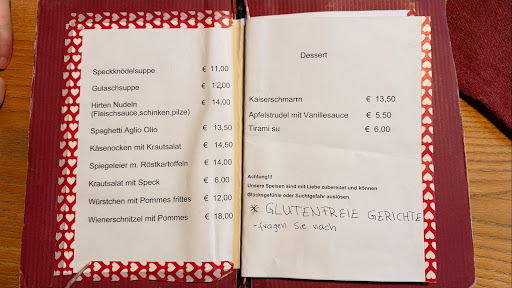 Speckknödelsuppe € 11,00
Gulaschsuppe € 12,00
Hirten Nudeln € 14,00
(Fleischsauce,schinken,pilze)
Spaghetti Aglio Olio € 13,50
Käsenocken mit Krautsalat € 14,50
Spiegeleier m. Röstkartoffeln € 14,00
Krautsalat mit Speck € 6,00
Würstchen mit Pommes frittes € 12,00
Wienerschnitzel mit Pommes € 18,00
Dessert
Kaiserschmarrn € 13,50
Apfelstrudel mit Vanillesauce € 5,50
Tirami su € 6,00
Achtung!!!
Unsere Speisen sind mit Liebe zubereitet und können
Glücksgefühle oder Suchtgefahr auslösen.
* GLUTENFREIE GERICHTE
-fragen Sie nach